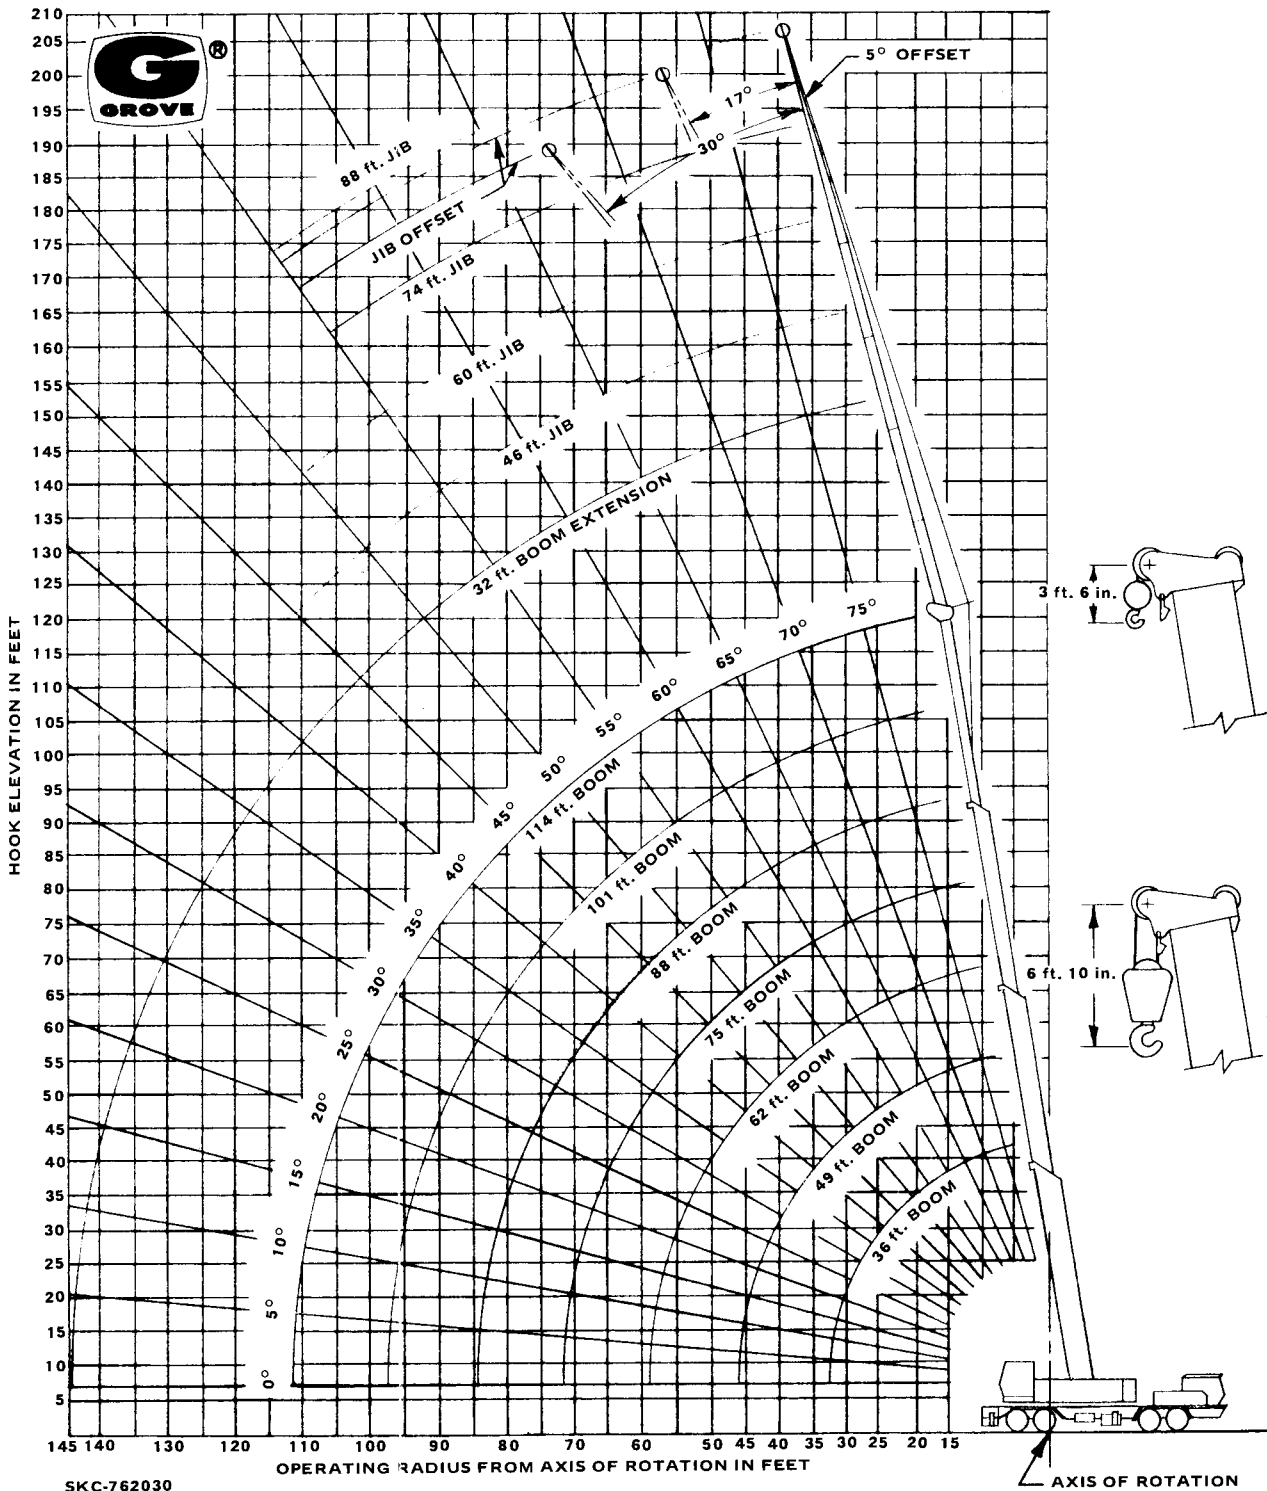 GROVE
®
HOOK ELEVATION IN FEET
210
205
200
195
190
185
180
175
170
165
160
155
150
145
140
135
130
125
120
115
110
105
100
95
90
85
80
75
70
65
60
55
50
45
40
35
30
25
20
15
10
5
5° OFFSET
17°
30°
88 ft. JIB
JIB OFFSET
74 ft. JIB
60 ft. JIB
46 ft. JIB
32 ft. BOOM EXTENSION
75°
70°
65°
60°
55°
50°
45°
40°
35°
30°
25°
20°
15°
10°
5°
0°
114 ft. BOOM
101 ft. BOOM
88 ft. BOOM
75 ft. BOOM
62 ft. BOOM
49 ft. BOOM
36 ft. BOOM
3 ft. 6 in.
6 ft. 10 in.
145 140 130 120 110 100 90 80 70 60 50 45 40 35 30 25 20 15
OPERATING RADIUS FROM AXIS OF ROTATION IN FEET
AXIS OF ROTATION
SKC-762030